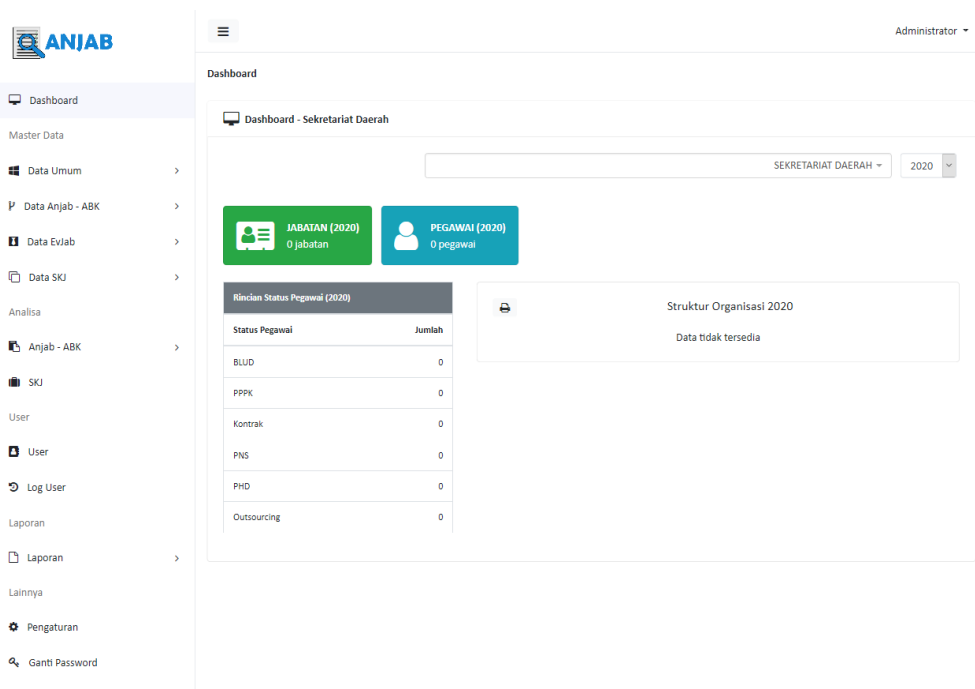 ANJAB
Administrator
Dashboard
Dashboard
Master Data
Data Umum
Data Anjab - ABK
Data EvJab
Data SKJ
Analisa
Anjab - ABK
SKJ
User
User
Log User
Laporan
Laporan
Lainnya
Pengaturan
Ganti Password
Dashboard - Sekretariat Daerah
SEKRETARIAT DAERAH
2020
JABATAN (2020)
0 jabatan
PEGAWAI (2020)
0 pegawai
Rincian Status Pegawai (2020)
Status Pegawai Jumlah
BLUD 0
PPPK 0
Kontrak 0
PNS 0
PHD 0
Outsourcing 0
Struktur Organisasi 2020
Data tidak tersedia